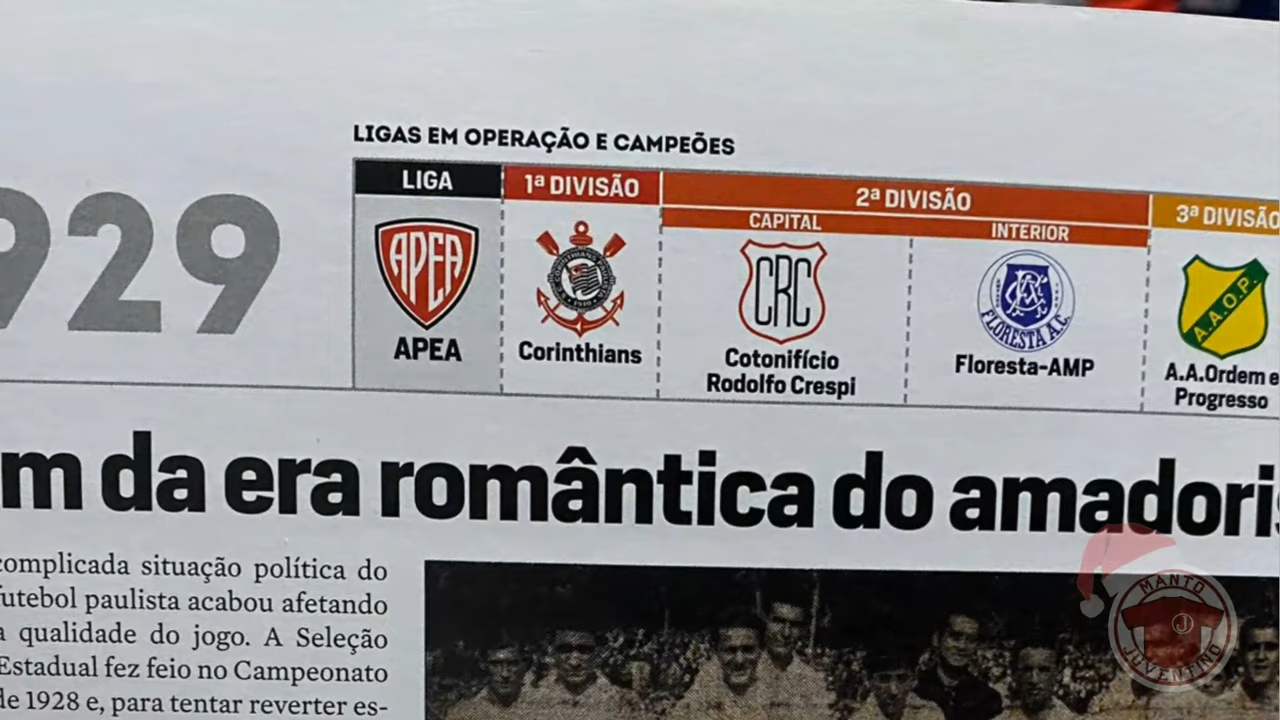 LIGAS EM OPERAÇÃO E CAMPEÕES
929
LIGA
1ª DIVISÃO
2ª DIVISÃO
3ª DIVISÃO
CAPITAL
INTERIOR
APEA
CRC
FLORESTA A.C.
A.A.O.P.
APEA
Corinthians
Cotonifício
Rodolfo Crespi
Floresta-AMP
A.A.Ordem e
Progresso
m da era romântica do amadoris
complicada situação política do
futebol paulista acabou afetando
a qualidade do jogo. A Seleção
Estadual fez feio no Campeonato
de 1928 e, para tentar reverter es-
MANTO
J
JUVENTINO